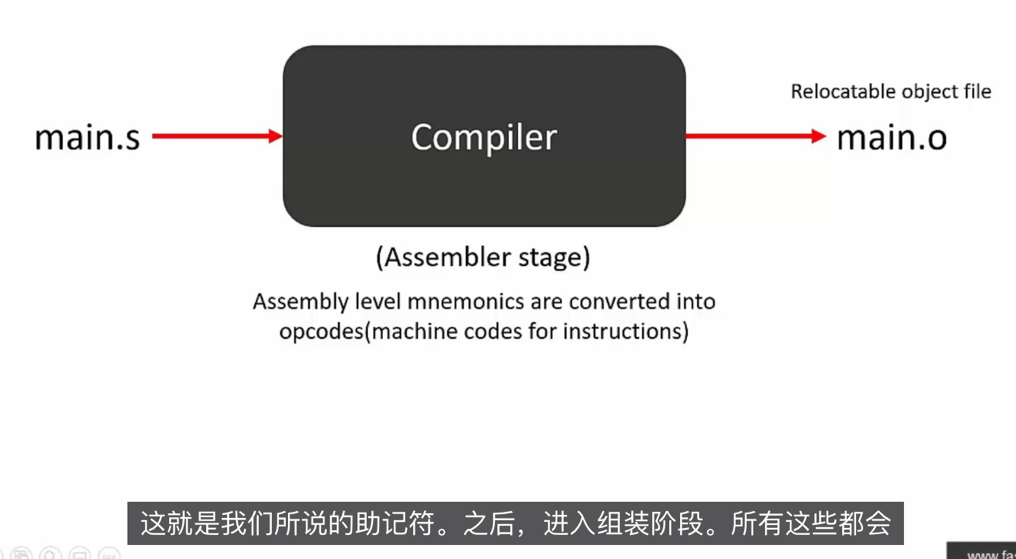 Relocatable object file
main.s
Compiler
main.o
(Assembler stage)
Assembly level mnemonics are converted into
opcodes(machine codes for instructions)
这就是我们所说的助记符。之后，进入组装阶段。所有这些都会
www.fas